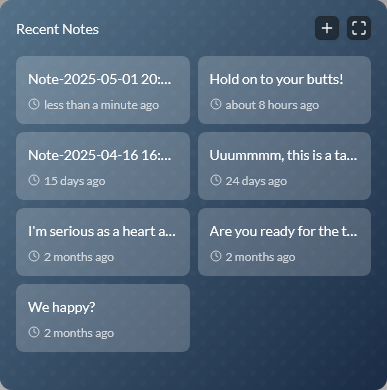 Recent Notes
Note-2025-05-01 20:...
less than a minute ago
Hold on to your butts!
about 8 hours ago
Note-2025-04-16 16:...
15 days ago
Uuummmm, this is a ta...
24 days ago
I'm serious as a heart a...
2 months ago
Are you ready for the t...
2 months ago
We happy?
2 months ago